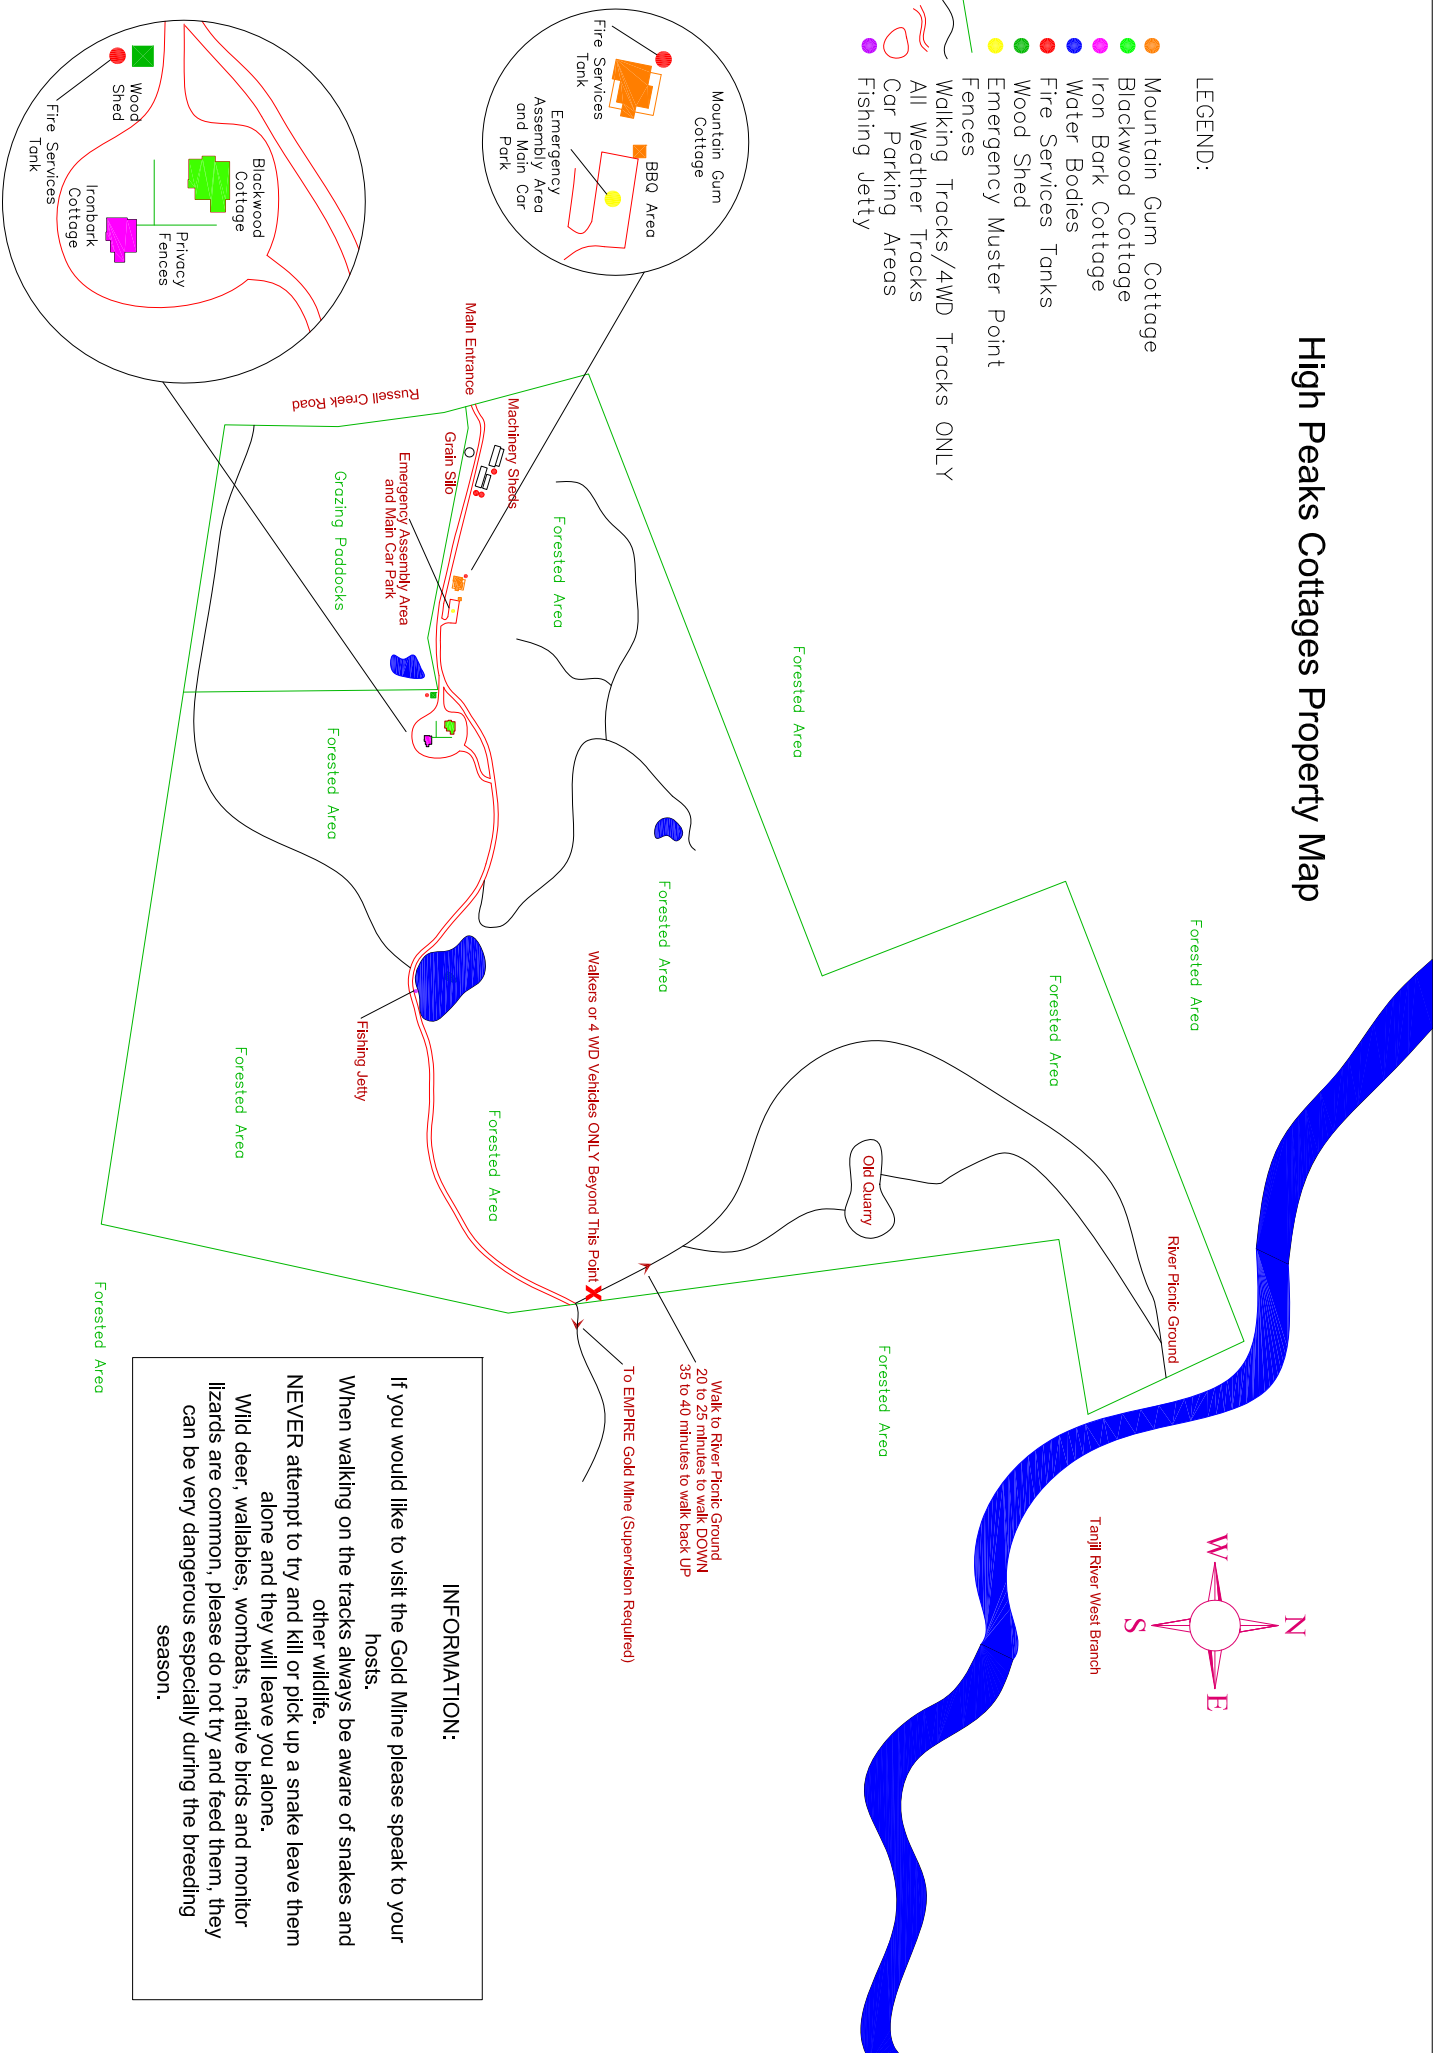 High Peaks Cottages Property Map
LEGEND:
Mountain Gum Cottage
Blackwood Cottage
Iron Bark Cottage
Water Bodies
Fire Services Tanks
Wood Shed
Emergency Muster Point
Fences
Walking Tracks/4WD Tracks ONLY
All Weather Tracks
Car Parking Areas
Fishing Jetty
Mountain Gum
Cottage
BBQ Area
Fire Services
Tank
Emergency
Assembly Area
and Main Car
Park
Blackwood
Cottage
Privacy
Fences
Wood
Shed
Ironbark
Cottage
Fire Services
Tank
Main Entrance
Russell Creek Road
Machinery Sheds
Grain Silo
Emergency Assembly Area
and Main Car Park
Grazing Paddocks
Forested Area
Forested Area
Forested Area
Forested Area
Forested Area
Forested Area
Forested Area
Forested Area
Forested Area
Forested Area
Fishing Jetty
Walkers or 4 WD Vehicles ONLY Beyond This Point
X
Old Quarry
River Picnic Ground
Walk to River Picnic Ground
20 to 25 minutes to walk DOWN
35 to 40 minutes to walk back UP
To EMPIRE Gold Mine (Supervision Required)
Tanjil River West Branch
N
W
E
S
INFORMATION:
If you would like to visit the Gold Mine please speak to your
hosts.
When walking on the tracks always be aware of snakes and
other wildlife.
NEVER attempt to try and kill or pick up a snake leave them
alone and they will leave you alone.
Wild deer, wallabies, wombats, native birds and monitor
lizards are common, please do not try and feed them, they
can be very dangerous especially during the breeding
season.